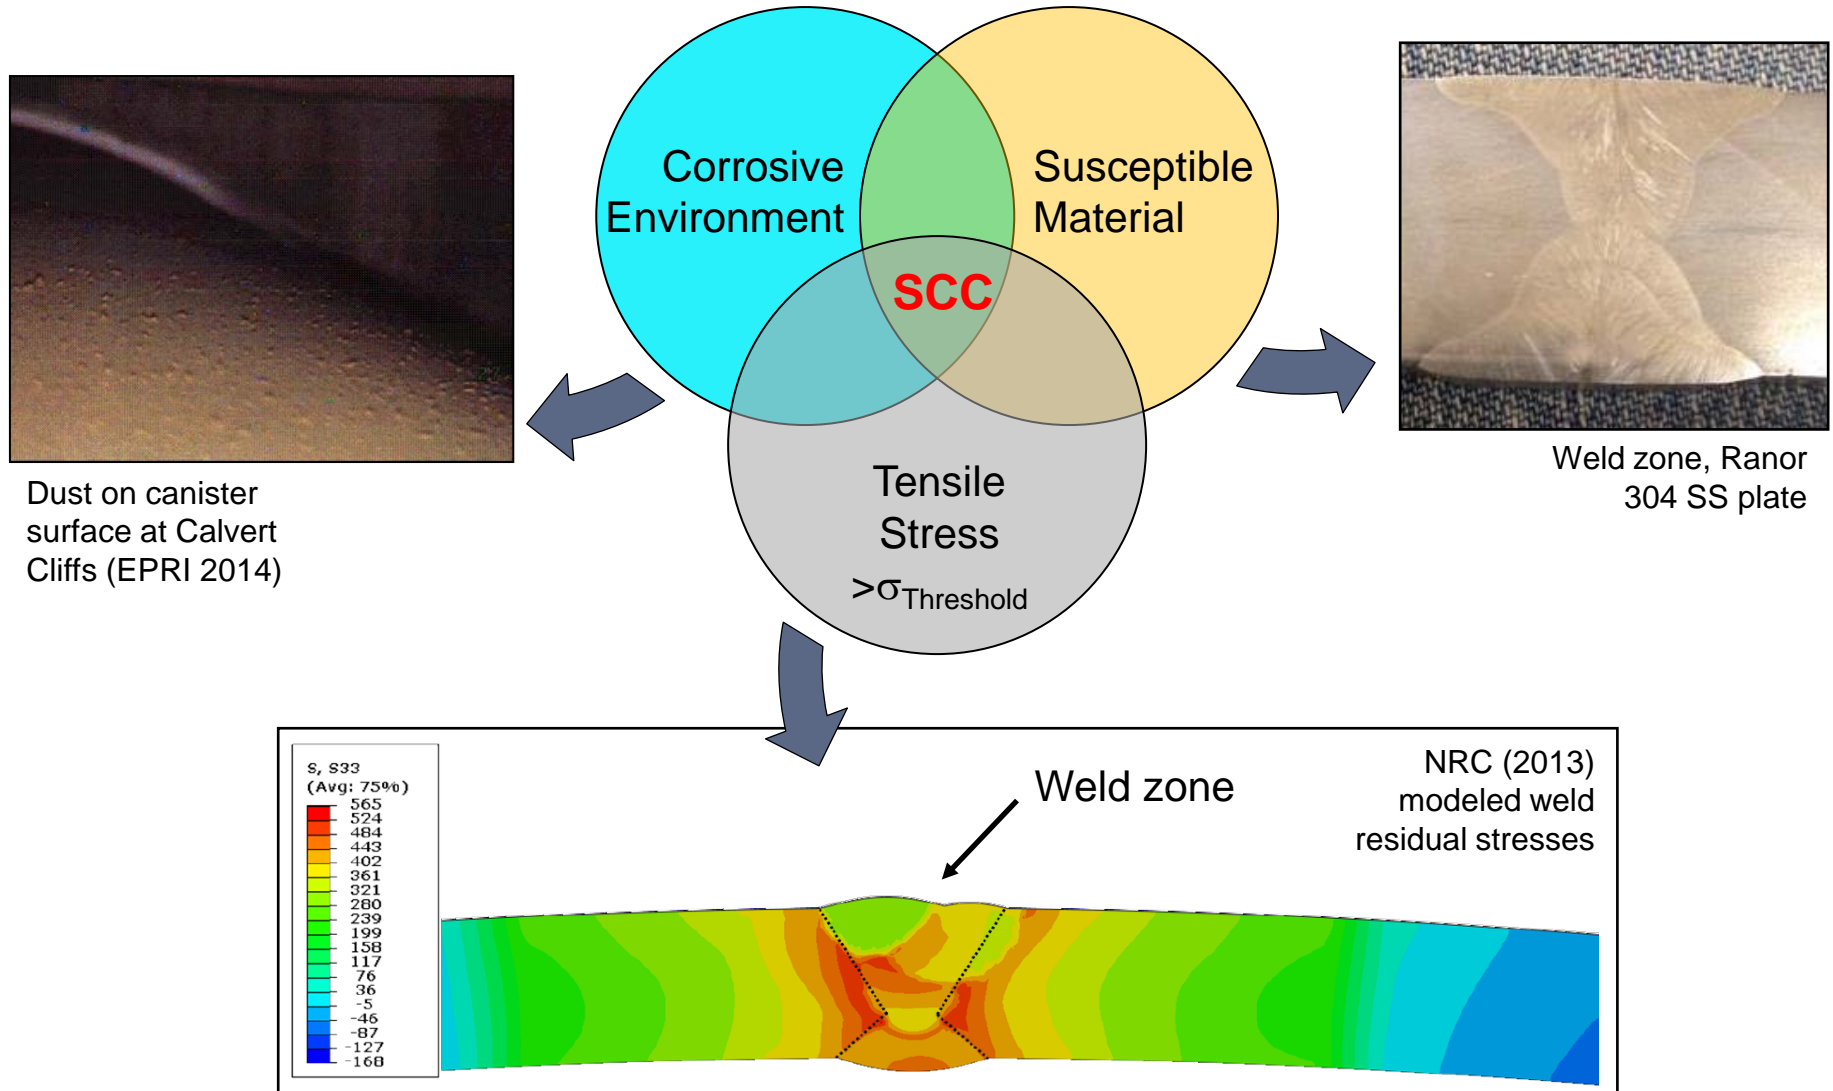 Corrosive
Environment
Susceptible
Material
SCC
Tensile
Stress
>σThreshold
Dust on canister
surface at Calvert
Cliffs (EPRI 2014)
Weld zone, Ranor
304 SS plate
S, S33
(Avg: 75%)
565
524
484
443
402
361
321
280
239
199
158
117
76
36
-5
-46
-87
-127
-168
Weld zone
NRC (2013)
modeled weld
residual stresses